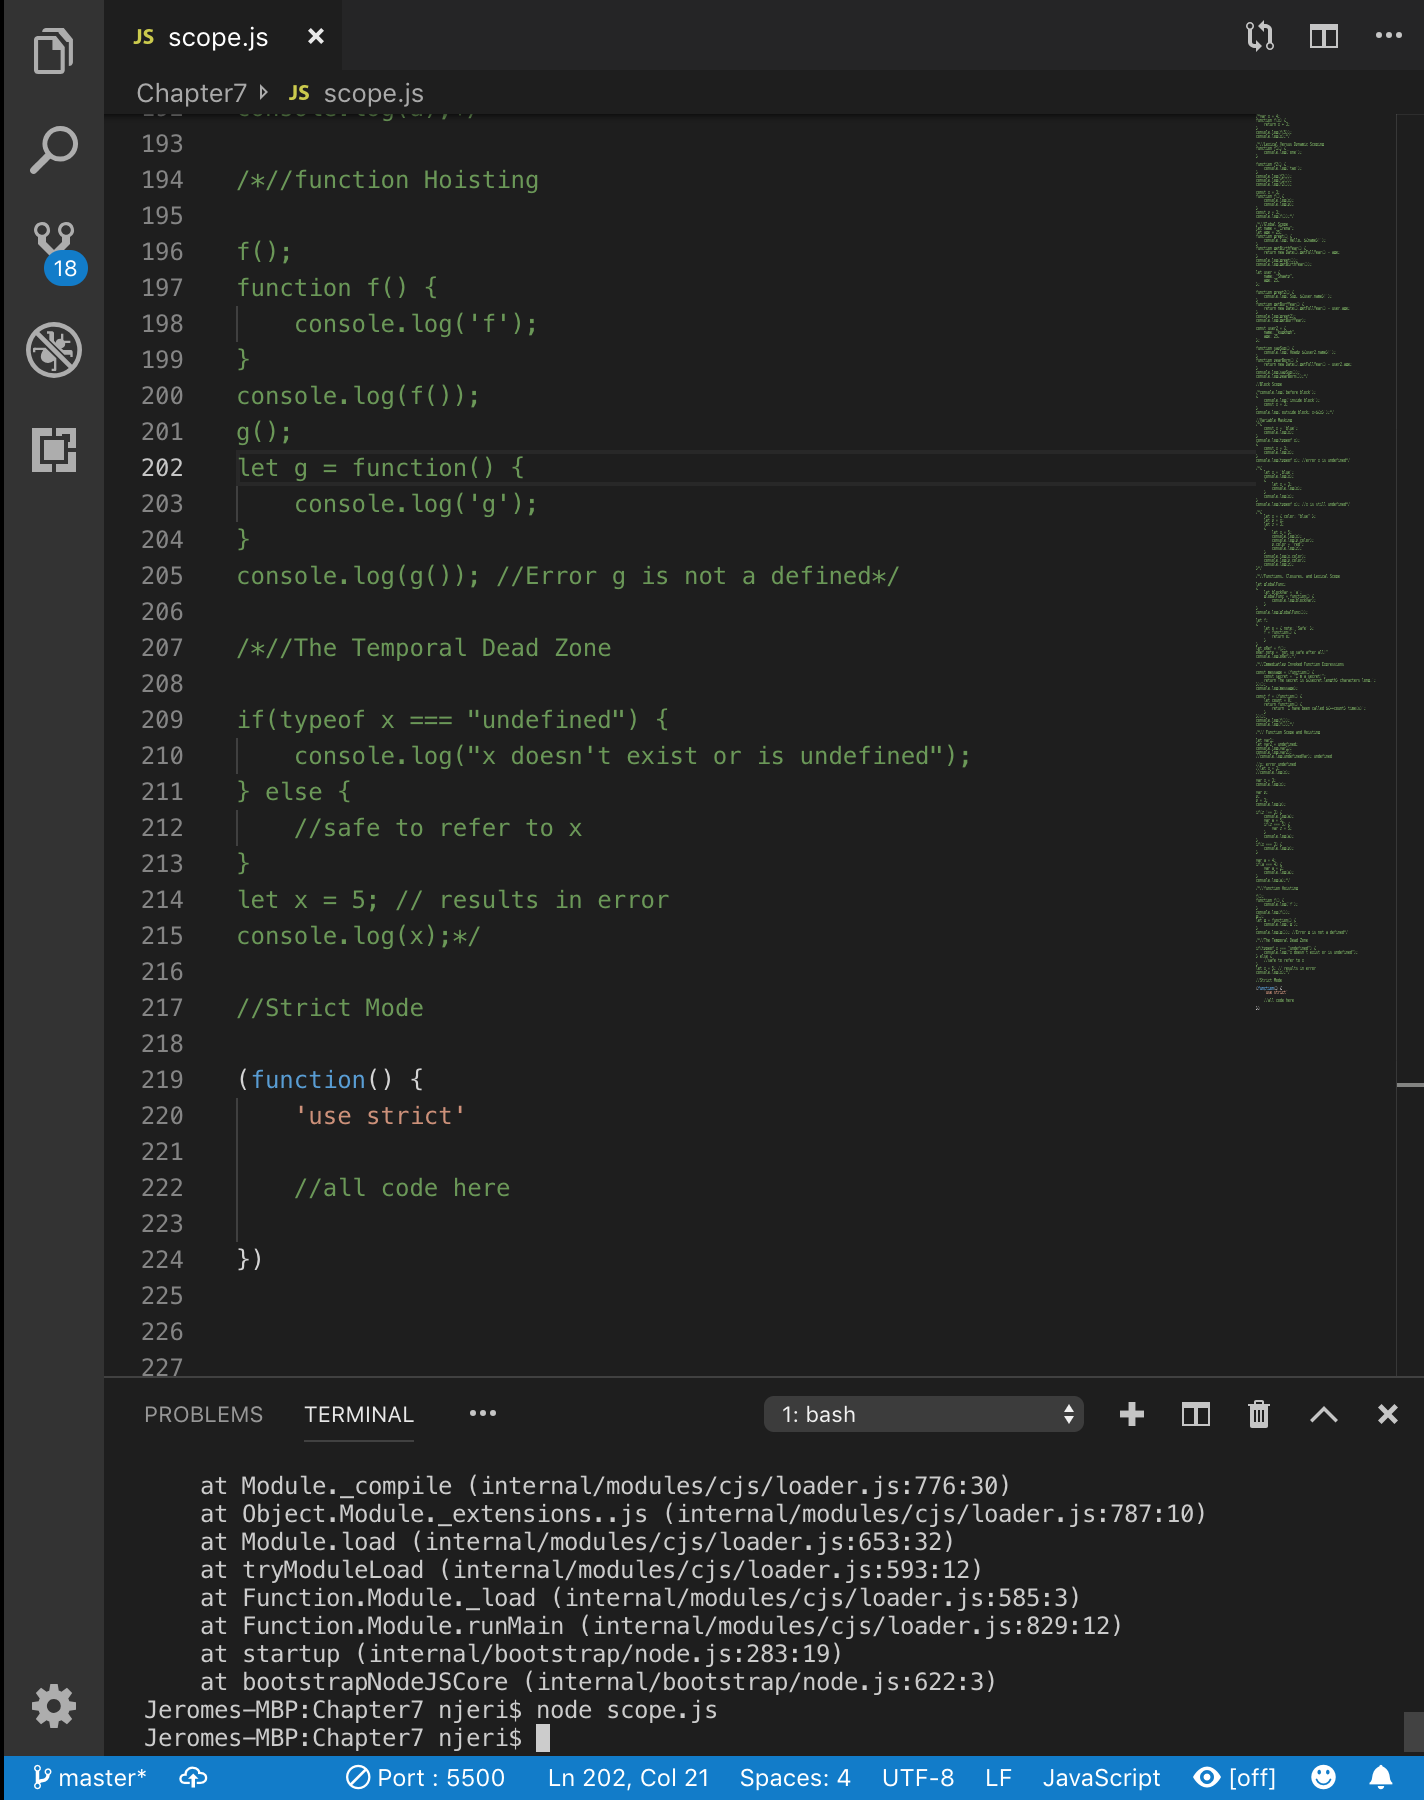 JS scope.js ×
Chapter7 JS scope.js
193
194 /*//function Hoisting
195
196 f();
197 function f() {
198     console.log('f');
199 }
200 console.log(f());
201 g();
202 let g = function() {
203     console.log('g');
204 }
205 console.log(g()); //Error g is not a defined*/
206
207 /*//The Temporal Dead Zone
208
209 if(typeof x === "undefined") {
210     console.log("x doesn't exist or is undefined");
211 } else {
212     //safe to refer to x
213 }
214 let x = 5; // results in error
215 console.log(x);*/
216
217 //Strict Mode
218
219 (function() {
220     'use strict'
221
222     //all code here
223
224 })
225
226
227
18
PROBLEMS TERMINAL ••• 1: bash
at Module._compile (internal/modules/cjs/loader.js:776:30)
at Object.Module._extensions..js (internal/modules/cjs/loader.js:787:10)
at Module.load (internal/modules/cjs/loader.js:653:32)
at tryModuleLoad (internal/modules/cjs/loader.js:593:12)
at Function.Module._load (internal/modules/cjs/loader.js:585:3)
at Function.Module.runMain (internal/modules/cjs/loader.js:829:12)
at startup (internal/bootstrap/node.js:283:19)
at bootstrapNodeJSCore (internal/bootstrap/node.js:622:3)
Jeromes-MBP:Chapter7 njeri$ node scope.js
Jeromes-MBP:Chapter7 njeri$
master* Port : 5500 Ln 202, Col 21 Spaces: 4 UTF-8 LF JavaScript [off]